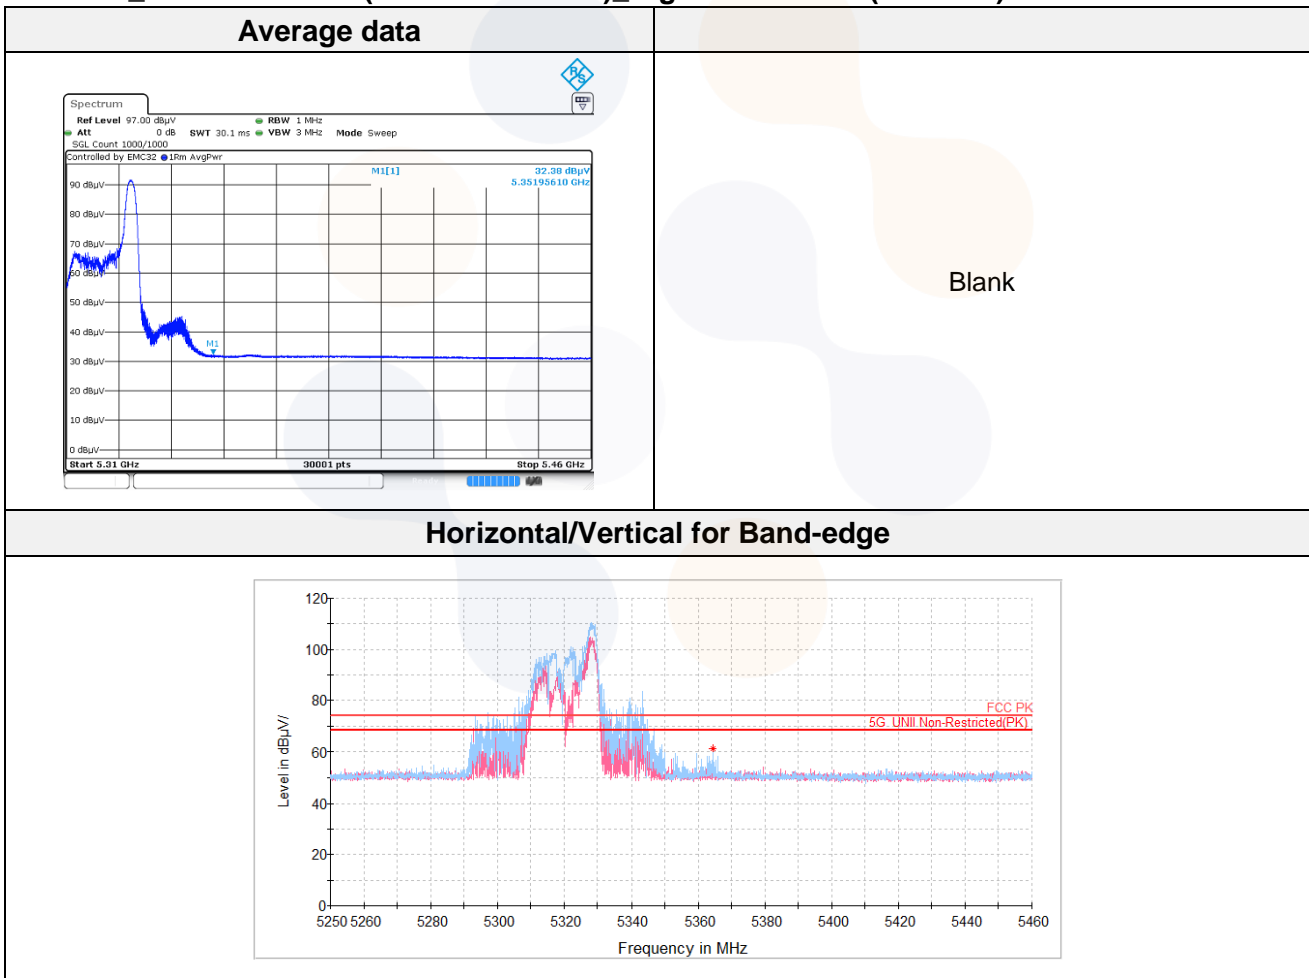 Average data
Spectrum
Ref Level 97.00 dBµV RBW 1 MHz
Att 0 dB SWT 30.1 ms VBW 3 MHz Mode Sweep
SGL Count 1000/1000
Controlled by EMC32 1Rm AvgPwr
M1[1] 32.38 dBµV
5.35195610 GHz
90 dBµV
80 dBµV
70 dBµV
60 dBµV
50 dBµV
40 dBµV
M1
30 dBµV
20 dBµV
10 dBµV
0 dBµV
Start 5.31 GHz 30001 pts Stop 5.46 GHz
Blank
Horizontal/Vertical for Band-edge
120
100
80
60
40
20
0
Level in dBµV/
FCC PK
5G UNII Non-Restricted(PK)
5250 5260 5280 5300 5320 5340 5360 5380 5400 5420 5440 5460
Frequency in MHz